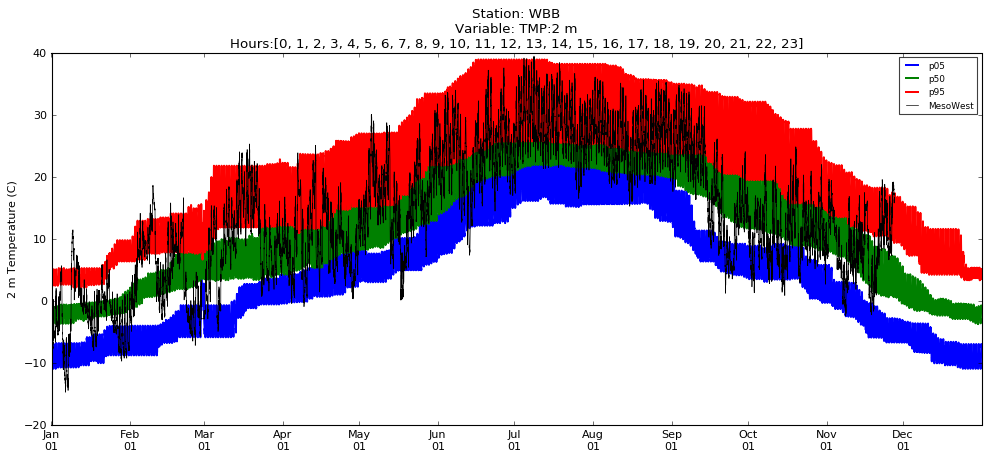 Station: WBB
Variable: TMP:2 m
Hours:[0, 1, 2, 3, 4, 5, 6, 7, 8, 9, 10, 11, 12, 13, 14, 15, 16, 17, 18, 19, 20, 21, 22, 23]
2 m Temperature (C)
40
30
20
10
0
−10
−20
p05
p50
p95
MesoWest
Jan Feb Mar Apr May Jun Jul Aug Sep Oct Nov Dec
01 01 01 01 01 01 01 01 01 01 01 01